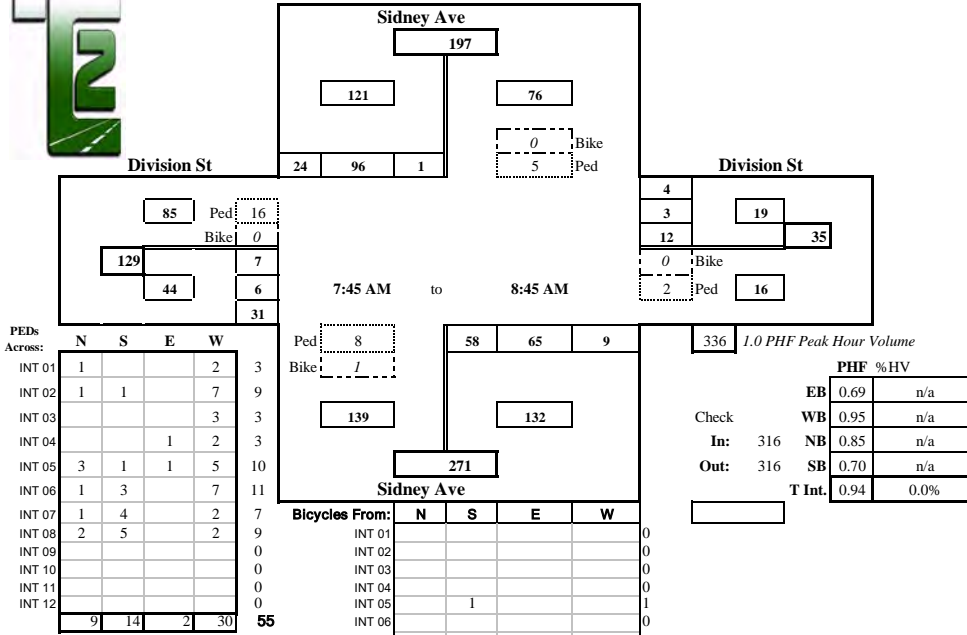 T2
Sidney Ave
197
121 76
0 Bike
5 Ped
24 96 1
Division St
Division St
85 Ped 16
Bike 0
129 7
44 6
31
4
3 19
12 35
0 Bike
2 Ped 16
7:45 AM to 8:45 AM
Ped 8
Bike 1
58 65 9
139 132
271
Sidney Ave
336 1.0 PHF Peak Hour Volume
PHF %HV
EB 0.69 n/a
Check WB 0.95 n/a
In: 316 NB 0.85 n/a
Out: 316 SB 0.70 n/a
T Int. 0.94 0.0%
PEDs
Across: N S E W
INT 01 1 2 3
INT 02 1 1 7 9
INT 03 3 3
INT 04 1 2 3
INT 05 3 1 1 5 10
INT 06 1 3 7 11
INT 07 1 4 2 7
INT 08 2 5 2 9
INT 09 0
INT 10 0
INT 11 0
INT 12 0
9 14 2 30 55
Bicycles From: N S E W
INT 01 0
INT 02 0
INT 03 0
INT 04 0
INT 05 1 1
INT 06 0